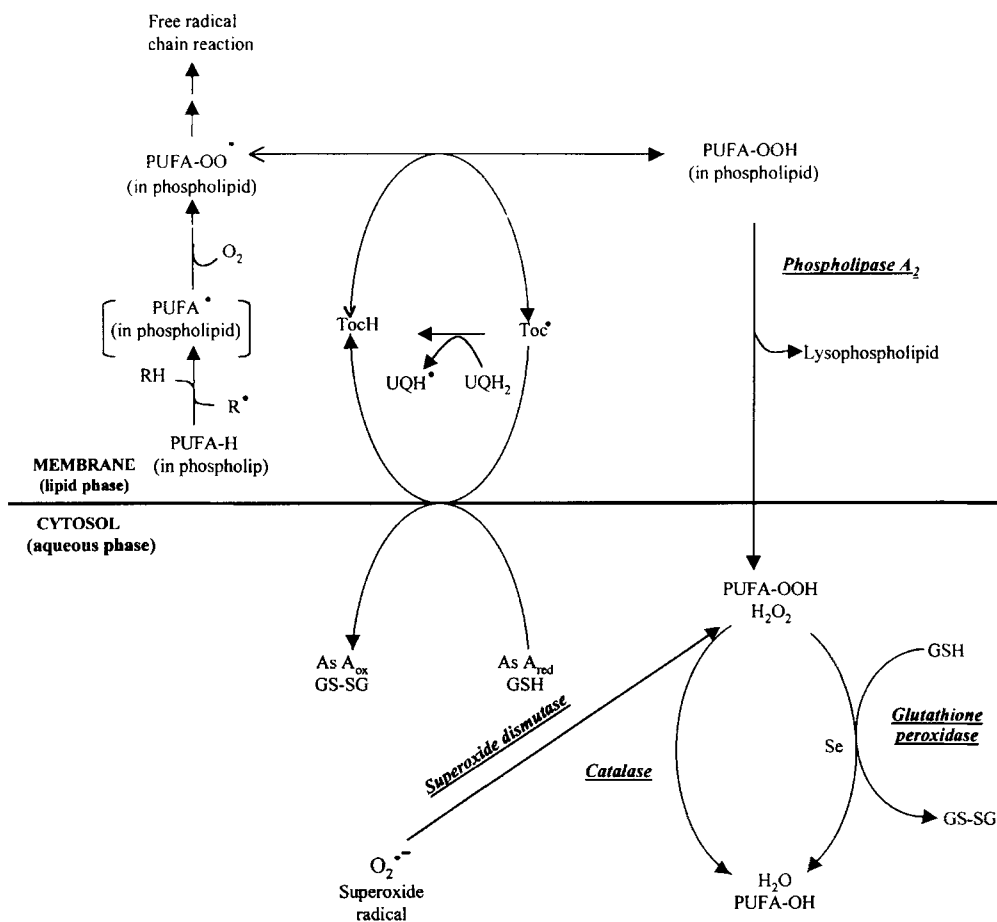 Free radical
chain reaction
PUFA-OO•
(in phospholipid)
PUFA-OOH
(in phospholipid)
O₂
Phospholipase A₂
PUFA•
(in phospholipid)
TocH
Toc•
Lysophospholipid
RH
R•
UQH•
UQH₂
PUFA-H
(in phospholip)
MEMBRANE
(lipid phase)
CYTOSOL
(aqueous phase)
PUFA-OOH
H₂O₂
As Aox
GS-SG
As Ared
GSH
GSH
Superoxide dismutase
Catalase
Se
Glutathione
peroxidase
GS-SG
O₂•−
Superoxide
radical
H₂O
PUFA-OH